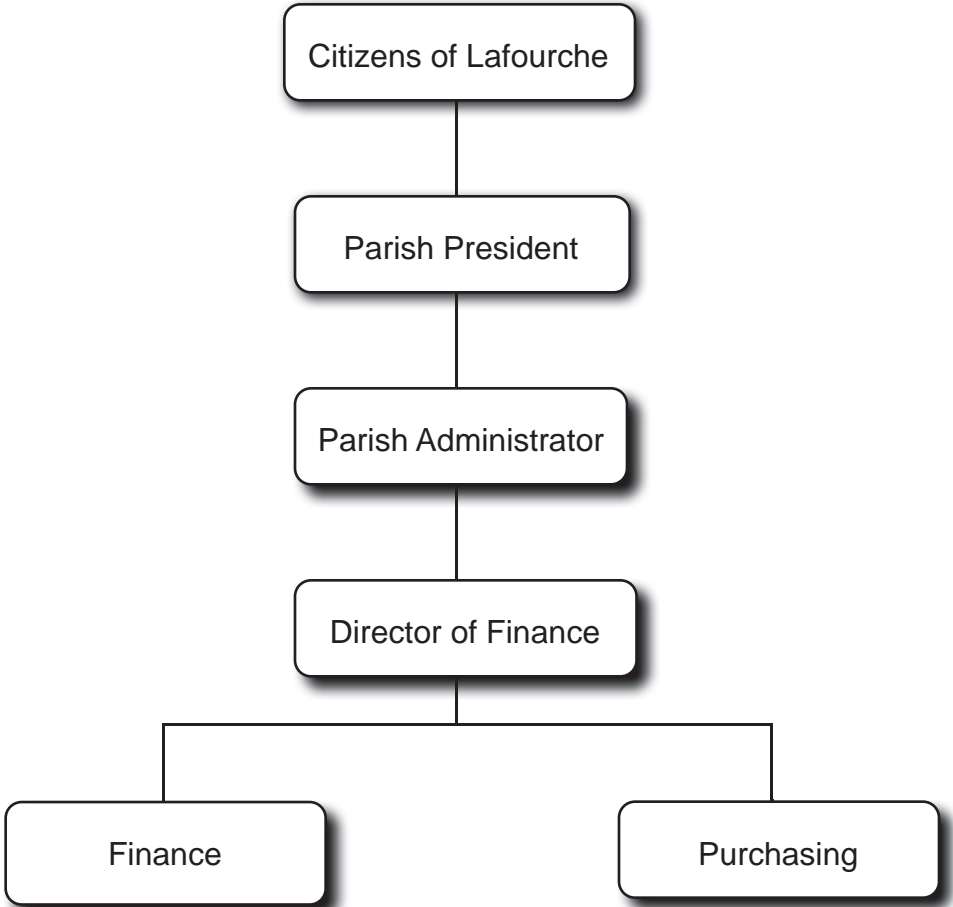 Citizens of Lafourche
Parish President
Parish Administrator
Director of Finance
Finance
Purchasing